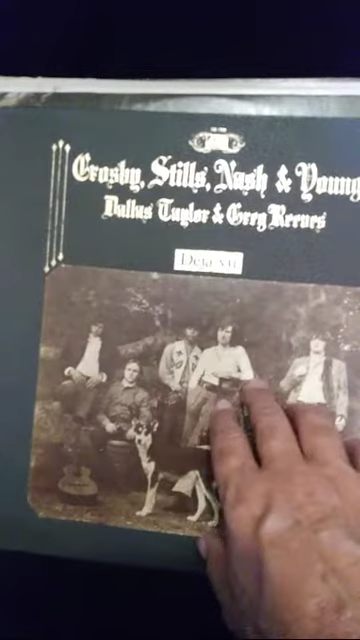 Crosby, Stills, Nash & Young
Dallas Taylor & Greg Reeves
Deja vu